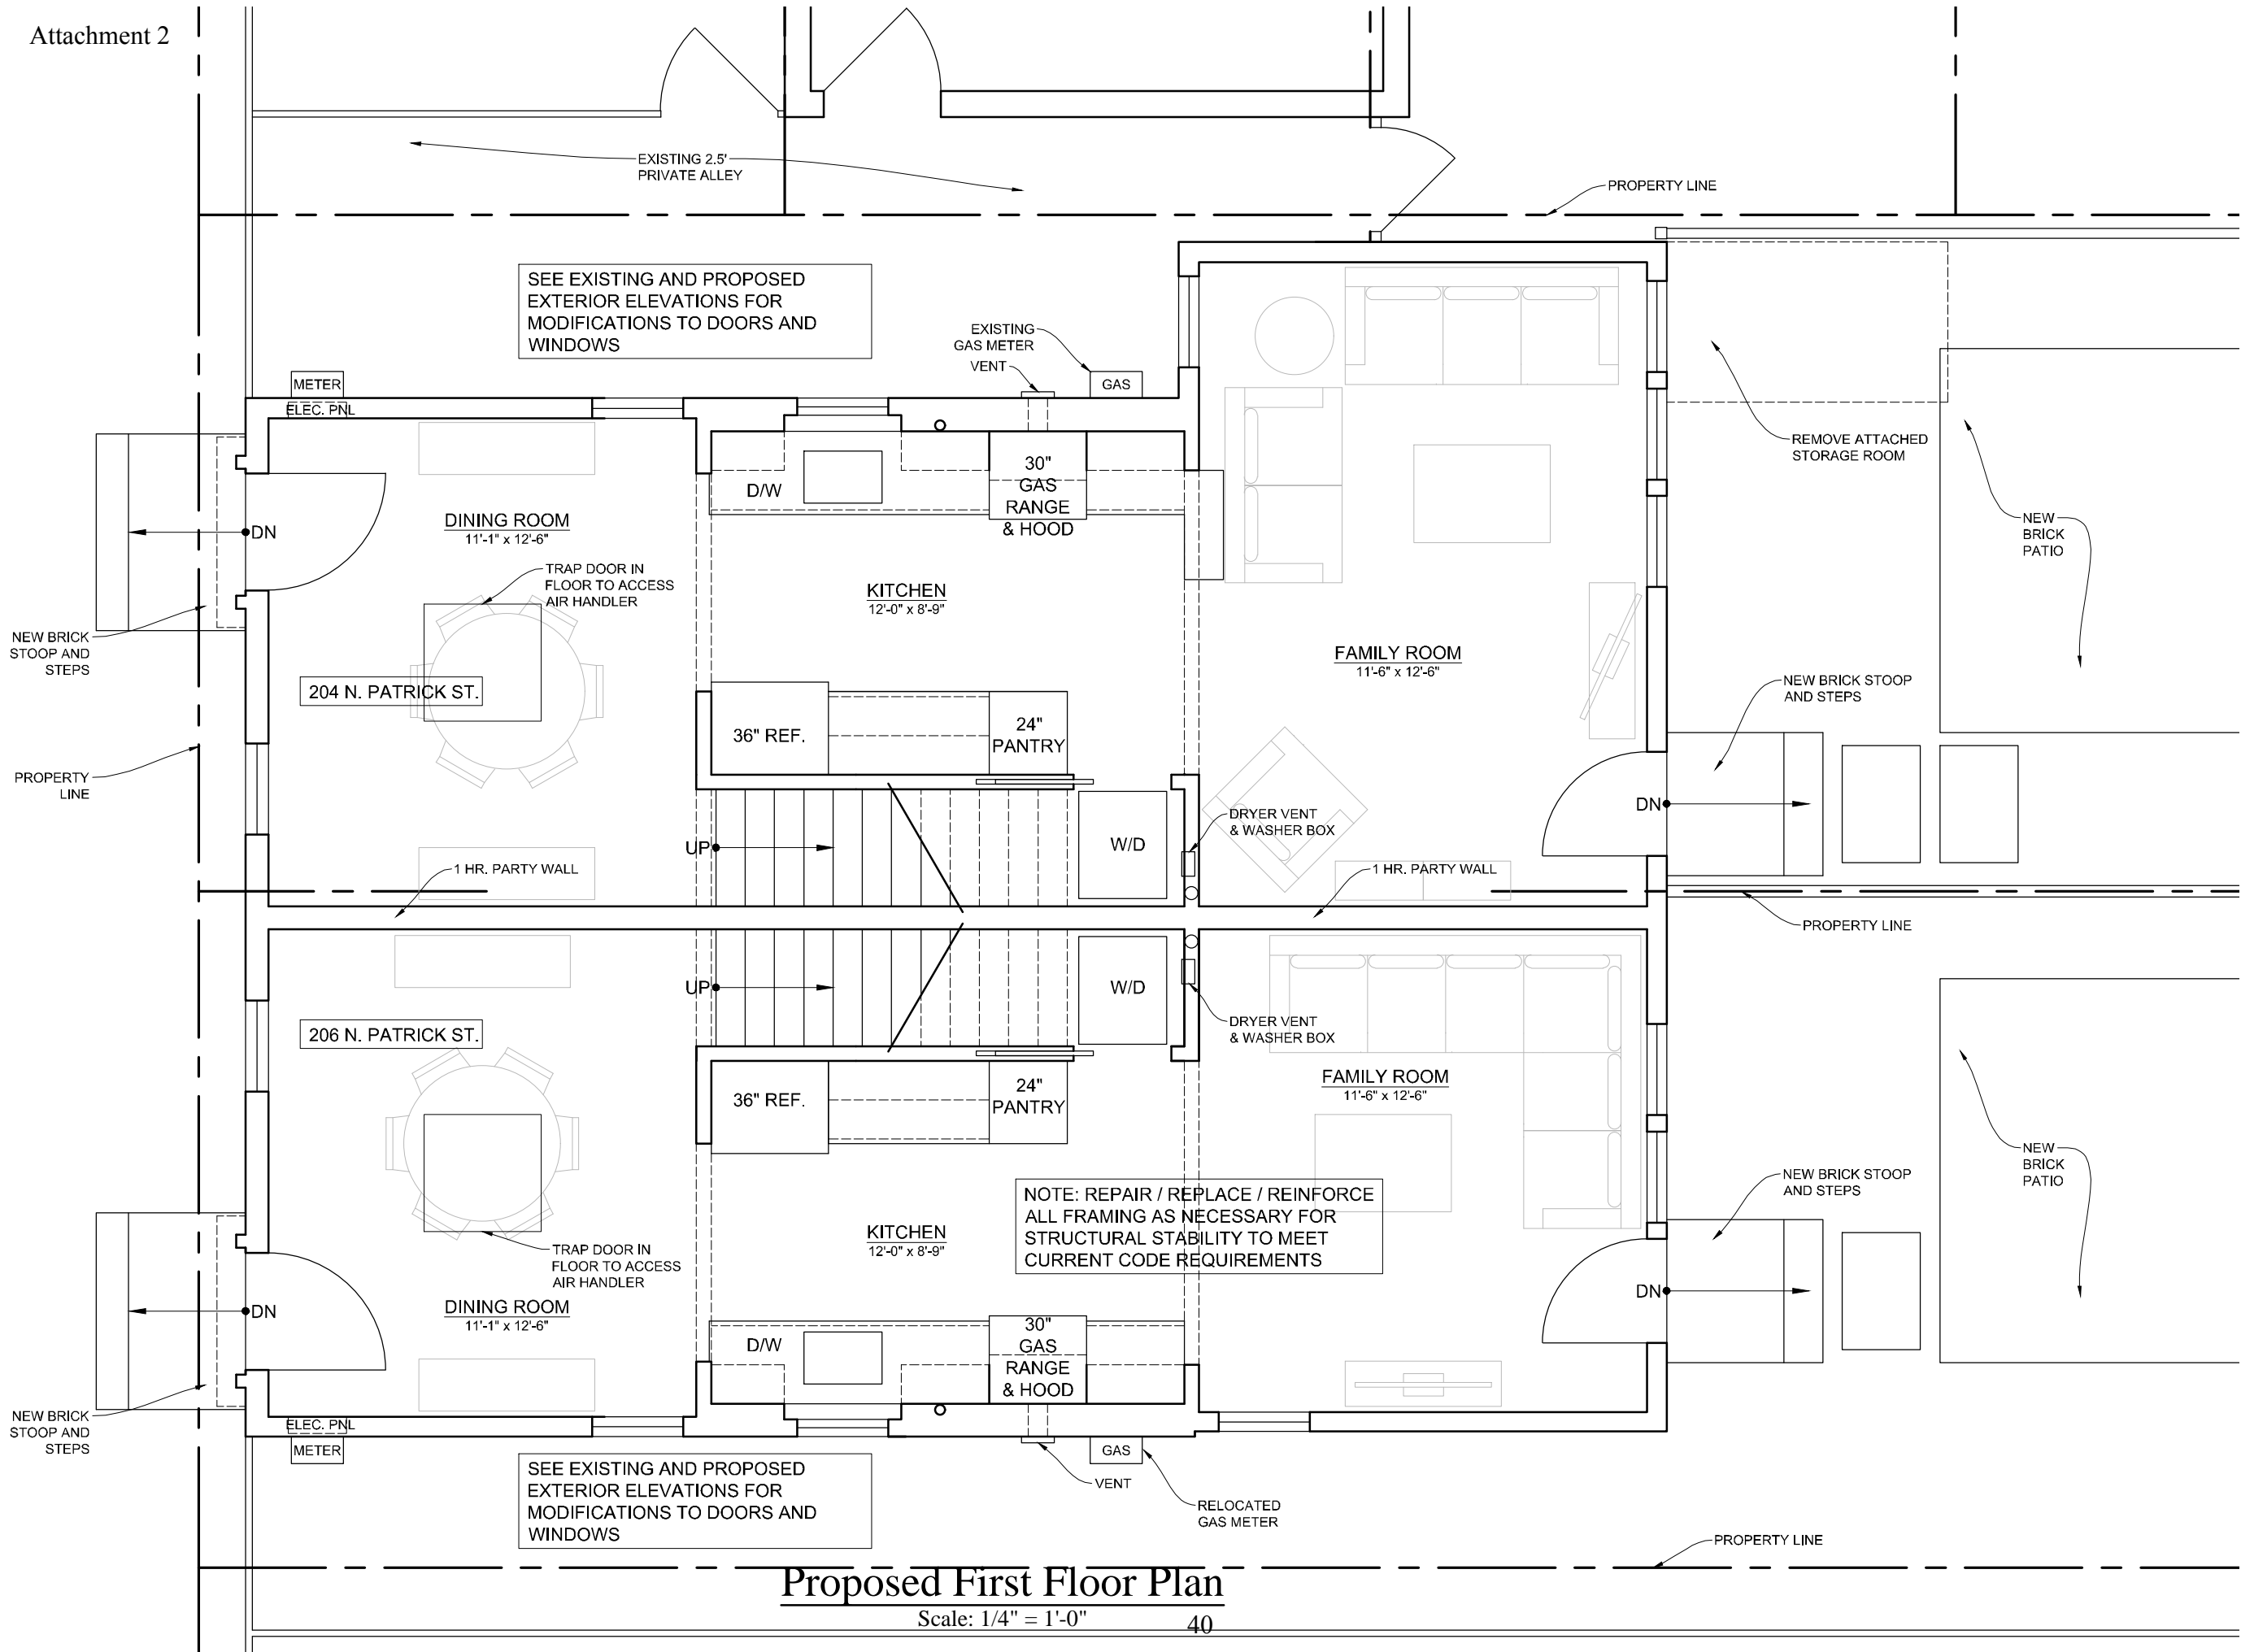 Attachment 2
EXISTING 2.5'
PRIVATE ALLEY
PROPERTY LINE
SEE EXISTING AND PROPOSED
EXTERIOR ELEVATIONS FOR
MODIFICATIONS TO DOORS AND
WINDOWS
EXISTING
GAS METER
VENT
GAS
METER
ELEC. PNL
REMOVE ATTACHED
STORAGE ROOM
D/W
30"
GAS
RANGE
& HOOD
DN
DINING ROOM
11'-1" x 12'-6"
NEW
BRICK
PATIO
TRAP DOOR IN
FLOOR TO ACCESS
AIR HANDLER
KITCHEN
12'-0" x 8'-9"
NEW BRICK
STOOP AND
STEPS
FAMILY ROOM
11'-6" x 12'-6"
204 N. PATRICK ST.
NEW BRICK STOOP
AND STEPS
36" REF.
24"
PANTRY
PROPERTY
LINE
DN
DRYER VENT
& WASHER BOX
UP
W/D
1 HR. PARTY WALL
1 HR. PARTY WALL
PROPERTY LINE
UP
W/D
206 N. PATRICK ST.
DRYER VENT
& WASHER BOX
36" REF.
24"
PANTRY
FAMILY ROOM
11'-6" x 12'-6"
NEW
BRICK
PATIO
NEW BRICK STOOP
AND STEPS
NOTE: REPAIR / REPLACE / REINFORCE
ALL FRAMING AS NECESSARY FOR
STRUCTURAL STABILITY TO MEET
CURRENT CODE REQUIREMENTS
KITCHEN
12'-0" x 8'-9"
TRAP DOOR IN
FLOOR TO ACCESS
AIR HANDLER
DN
DN
DINING ROOM
11'-1" x 12'-6"
D/W
30"
GAS
RANGE
& HOOD
NEW BRICK
STOOP AND
STEPS
ELEC. PNL
METER
GAS
VENT
SEE EXISTING AND PROPOSED
EXTERIOR ELEVATIONS FOR
MODIFICATIONS TO DOORS AND
WINDOWS
RELOCATED
GAS METER
PROPERTY LINE
Proposed First Floor Plan
Scale: 1/4" = 1'-0"
40